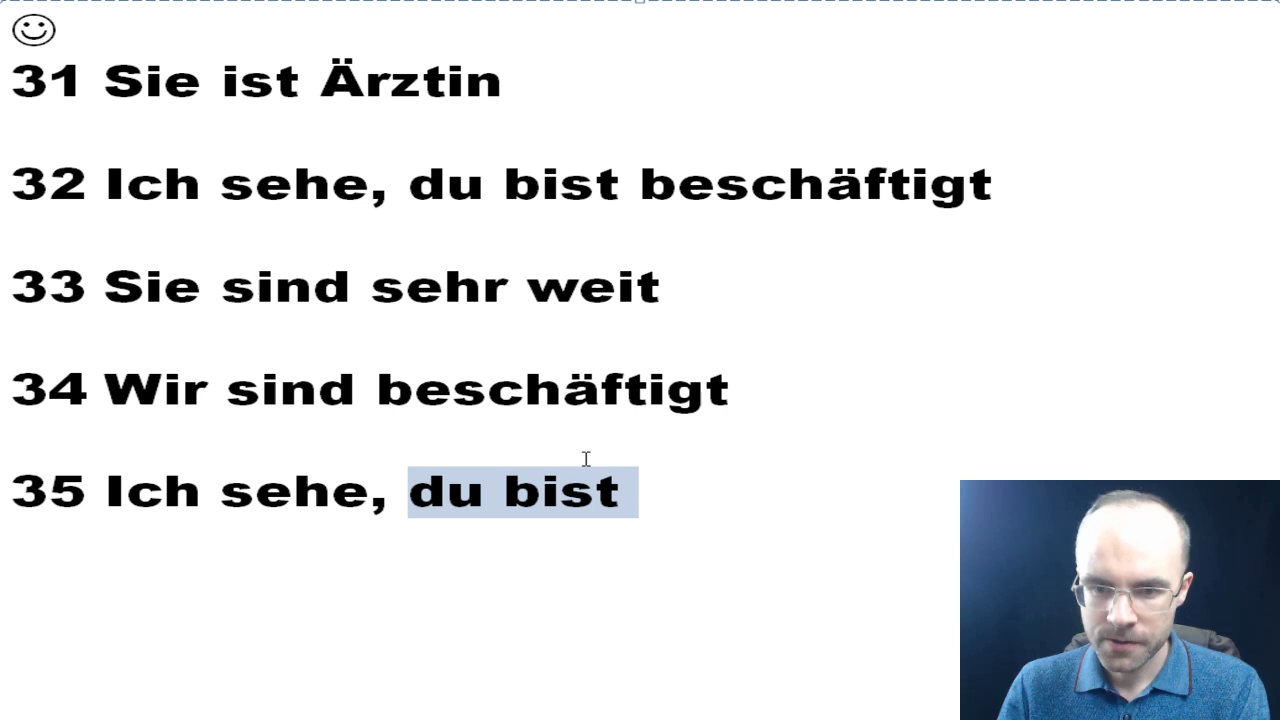 31 Sie ist Ärztin
32 Ich sehe, du bist beschäftigt
33 Sie sind sehr weit
34 Wir sind beschäftigt
35 Ich sehe, du bist